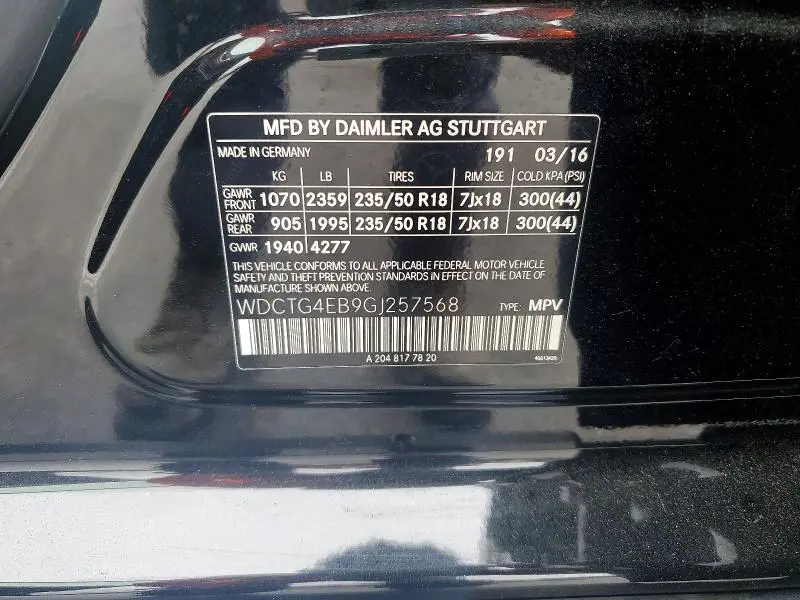 MFD BY DAIMLER AG STUTTGART
MADE IN GERMANY 191 03/16
KG LB TIRES RIM SIZE COLD KPA (PSI)
GAWR FRONT 1070 2359 235/50 R18 7Jx18 300(44)
GAWR REAR 905 1995 235/50 R18 7Jx18 300(44)
GVWR 1940 4277
THIS VEHICLE CONFORMS TO ALL APPLICABLE FEDERAL MOTOR VEHICLE
SAFETY AND THEFT PREVENTION STANDARDS IN EFFECT ON THE DATE OF
MANUFACTURE SHOWN ABOVE.
WDCTG4EB9GJ257568 TYPE: MPV
A 204 817 78 20